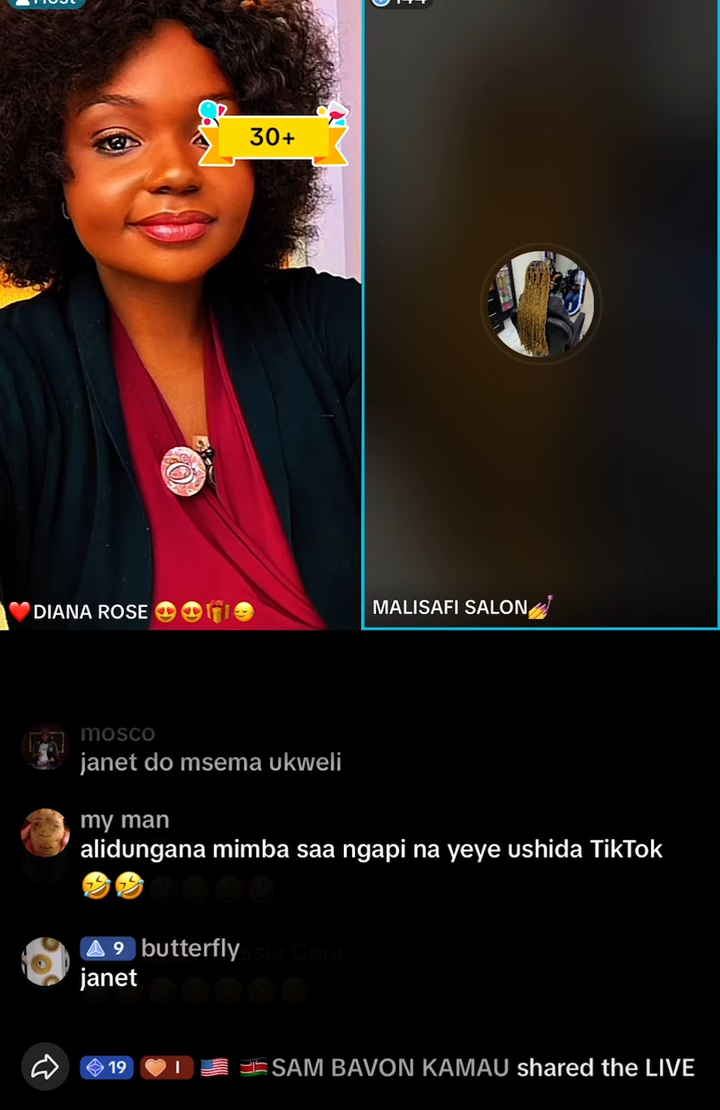 Host
144
30+
❤️DIANA ROSE 😍😍🎁😌
MALISAFI SALON💅
mosco
janet do msema ukweli
my man
alidungana mimba saa ngapi na yeye ushida TikTok
🤣🤣
9 butterfly
janet
19 I 🇺🇸 🇰🇪SAM BAVON KAMAU shared the LIVE